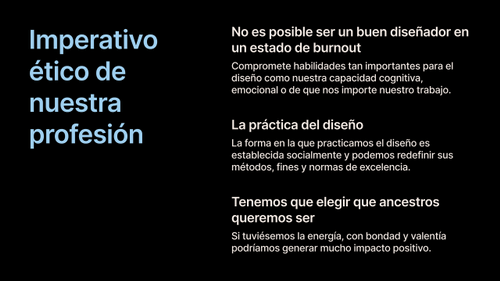 Imperativo
ético de
nuestra
profesión
No es posible ser un buen diseñador en
un estado de burnout
Compromete habilidades tan importantes para el
diseño como nuestra capacidad cognitiva,
emocional o de que nos importe nuestro trabajo.
La práctica del diseño
La forma en la que practicamos el diseño es
establecida socialmente y podemos redefinir sus
métodos, fines y normas de excelencia.
Tenemos que elegir que ancestros
queremos ser
Si tuviésemos la energía, con bondad y valentía
podríamos generar mucho impacto positivo.